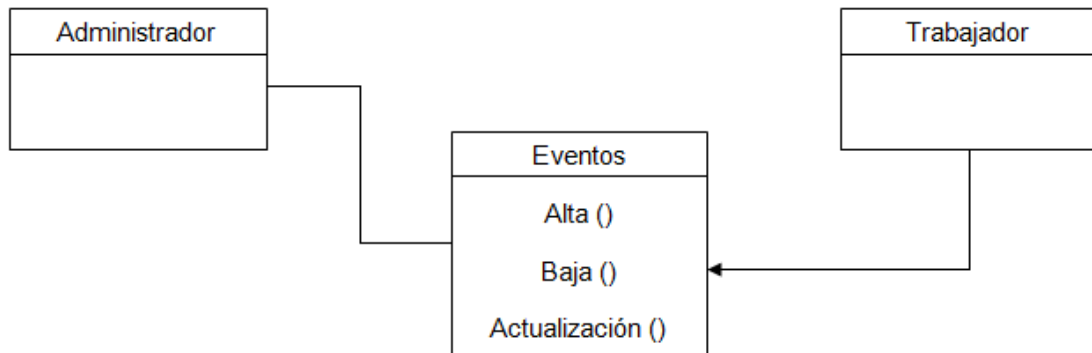 Administrador
Trabajador
Eventos
Alta ()
Baja ()
Actualización ()